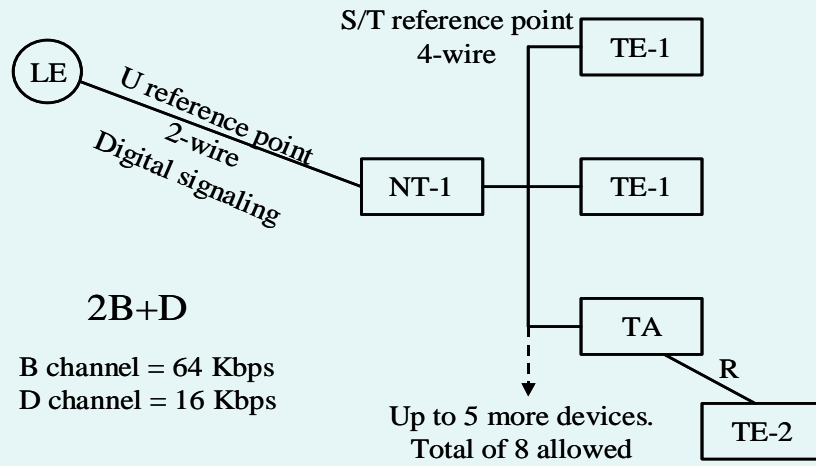 S/T reference point
4-wire
TE-1
LE
U reference point
2-wire
Digital signaling
NT-1
TE-1
2B+D
TA
B channel = 64 Kbps
D channel = 16 Kbps
R
Up to 5 more devices.
Total of 8 allowed
TE-2